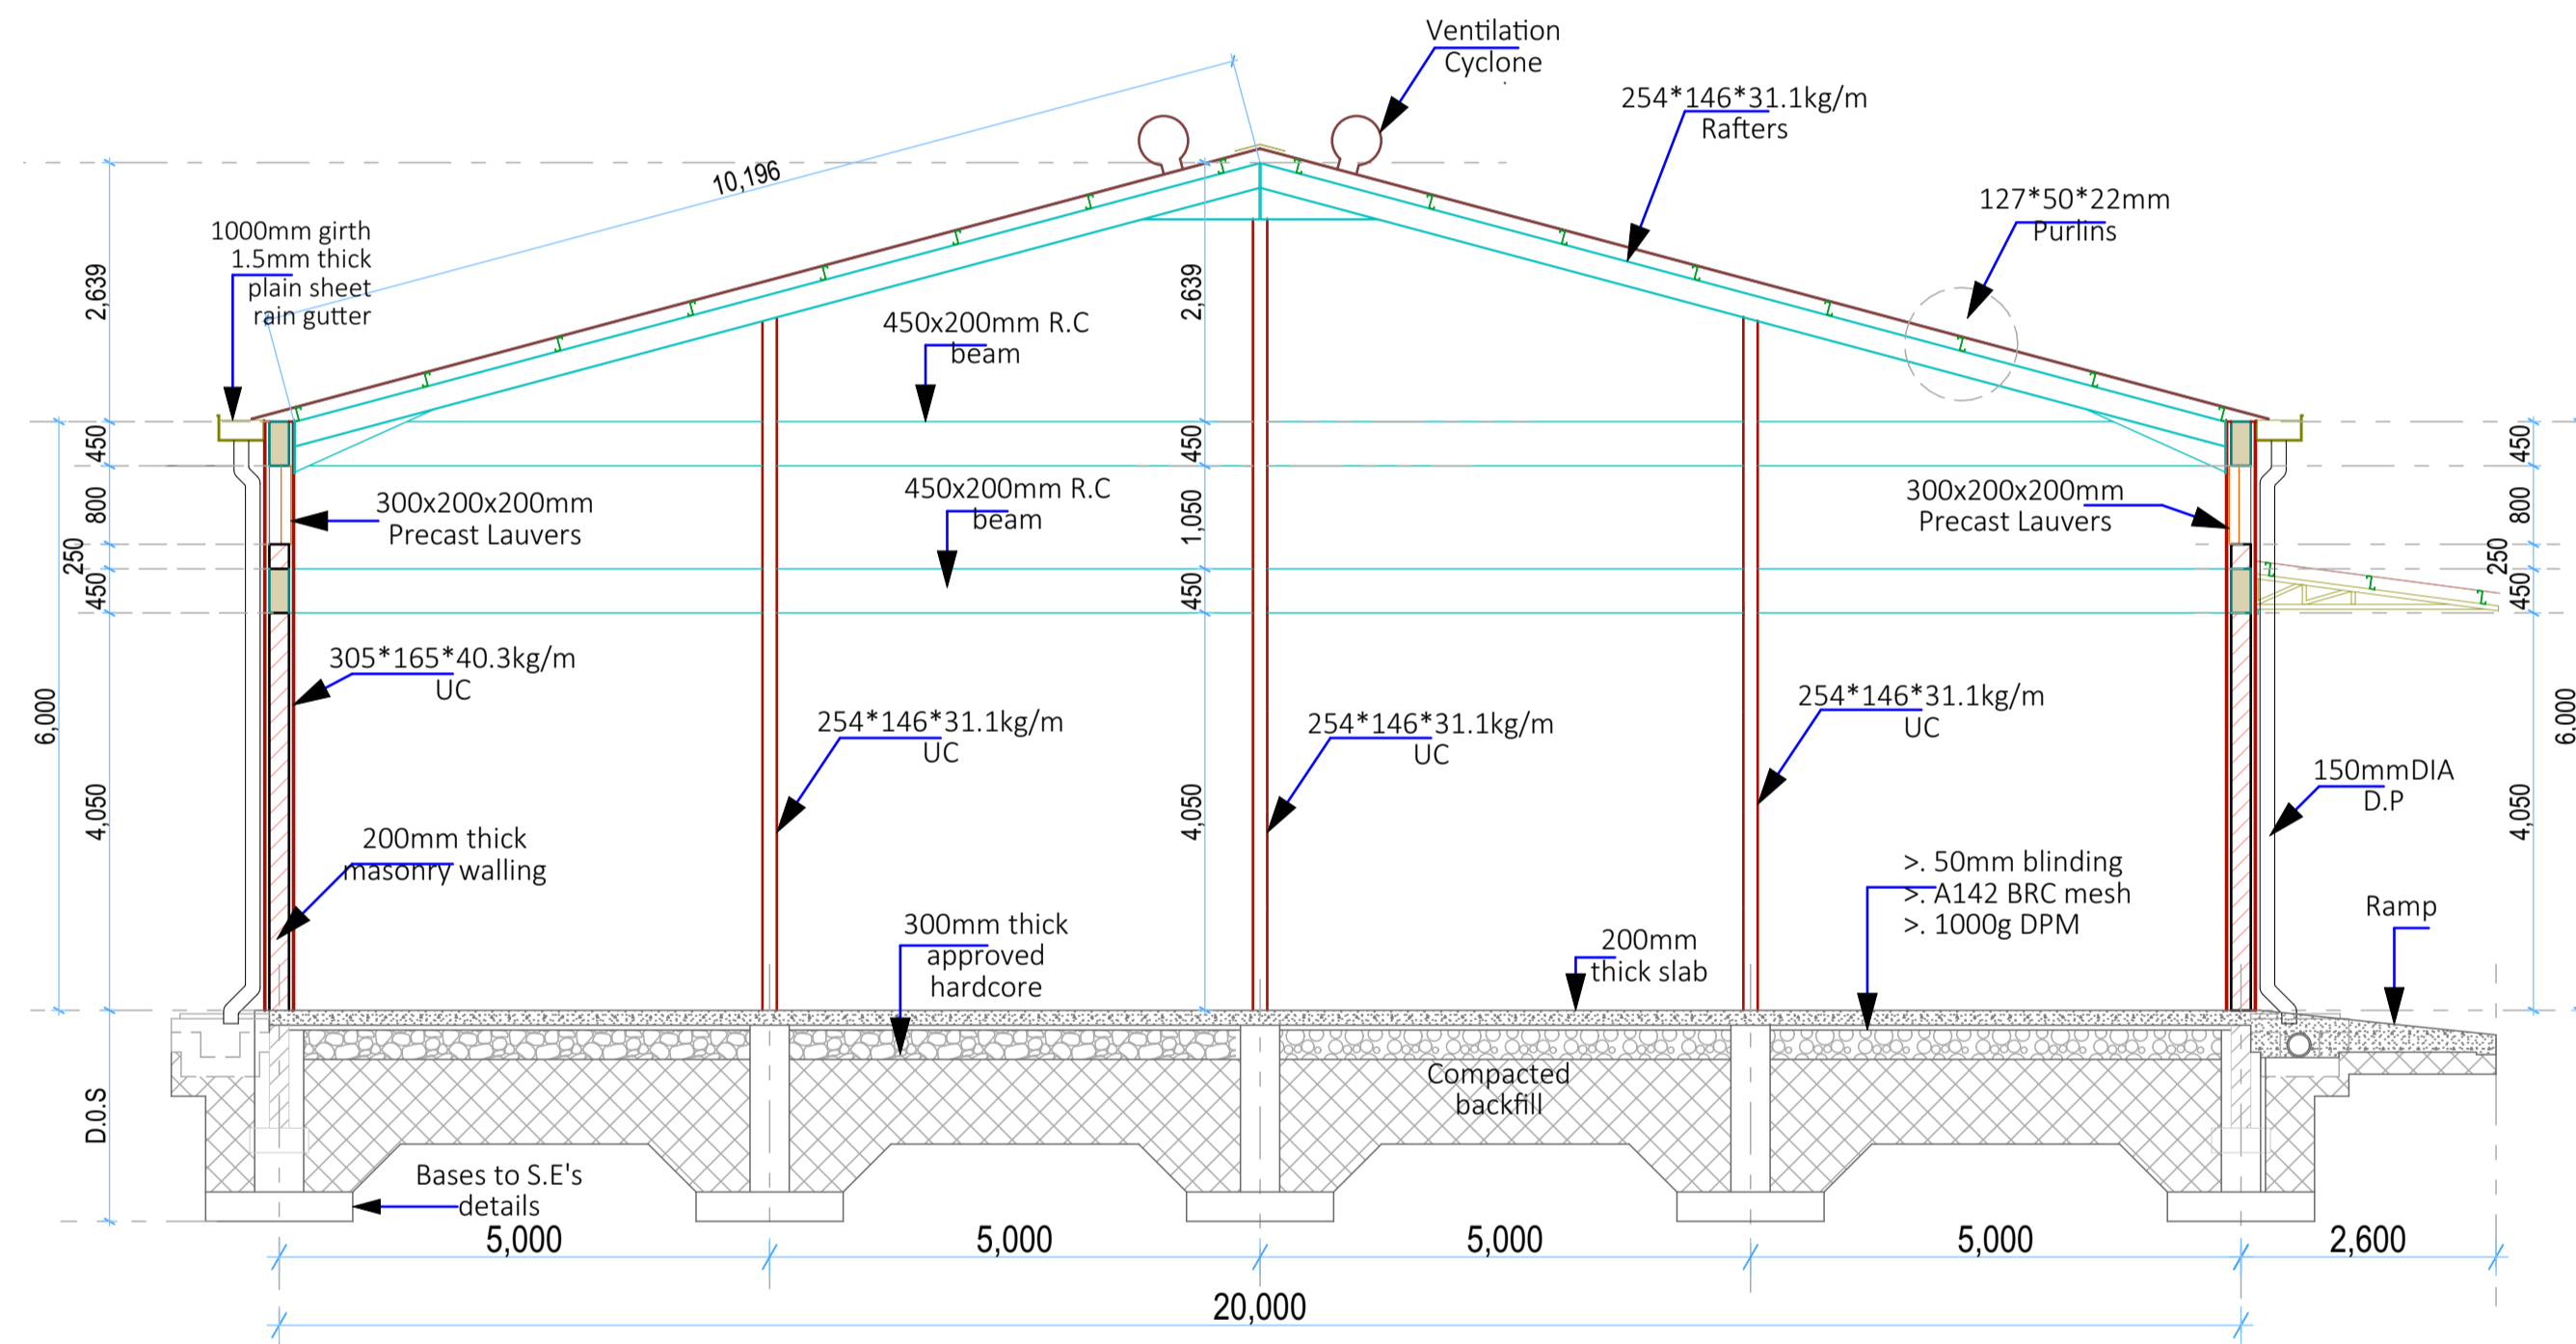 Ventilation
Cyclone
254*146*31.1kg/m
Rafters
10,196
127*50*22mm
Purlins
1000mm girth
1.5mm thick
plain sheet
rain gutter
2,639
2,639
450x200mm R.C
beam
450
450
450
450x200mm R.C
beam
300x200x200mm
Precast Lauvers
300x200x200mm
Precast Lauvers
800
1,050
800
250
250
450
450
450
305*165*40.3kg/m
UC
254*146*31.1kg/m
UC
254*146*31.1kg/m
UC
254*146*31.1kg/m
UC
6,000
6,000
4,050
4,050
4,050
150mmDIA
D.P
200mm thick
masonry walling
>. 50mm blinding
>. A142 BRC mesh
>. 1000g DPM
300mm thick
approved
hardcore
200mm
thick slab
Ramp
Compacted
backfill
D.O.S
Bases to S.E's
details
5,000
5,000
5,000
5,000
2,600
20,000